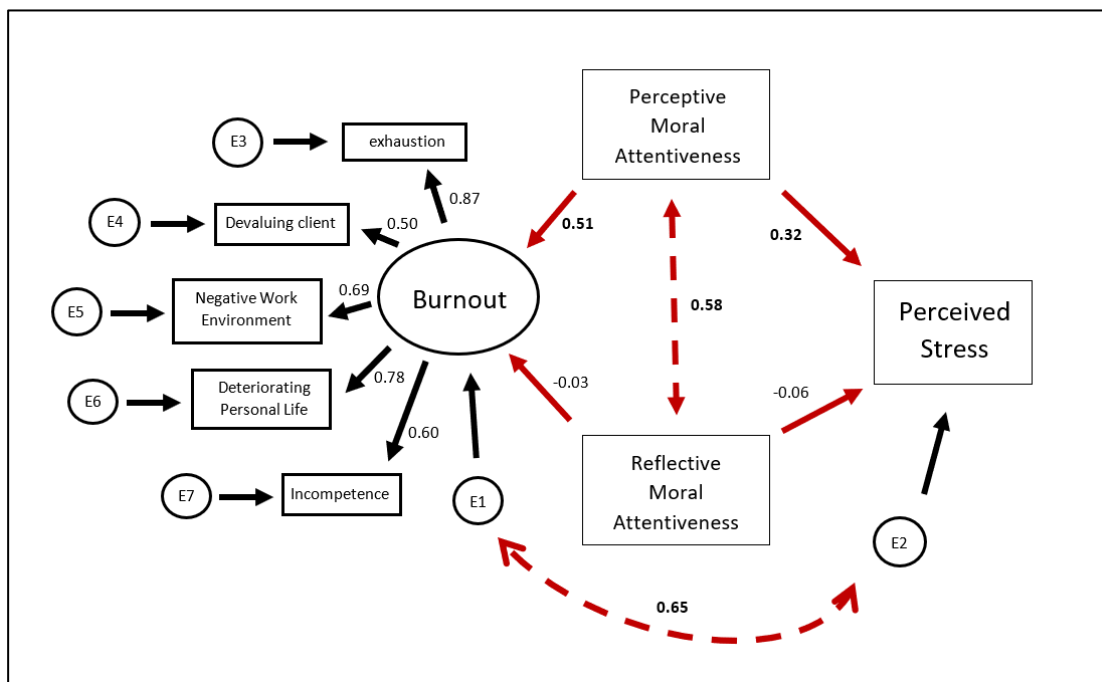 Perceptive
Moral
Attentiveness
E3
exhaustion
0.87
E4
Devaluing client
0.50
0.51
0.32
E5
Negative Work
Environment
0.69
Burnout
0.58
Perceived
Stress
E6
Deteriorating
Personal Life
0.78
-0.03
-0.06
0.60
E7
Incompetence
E1
Reflective
Moral
Attentiveness
E2
0.65